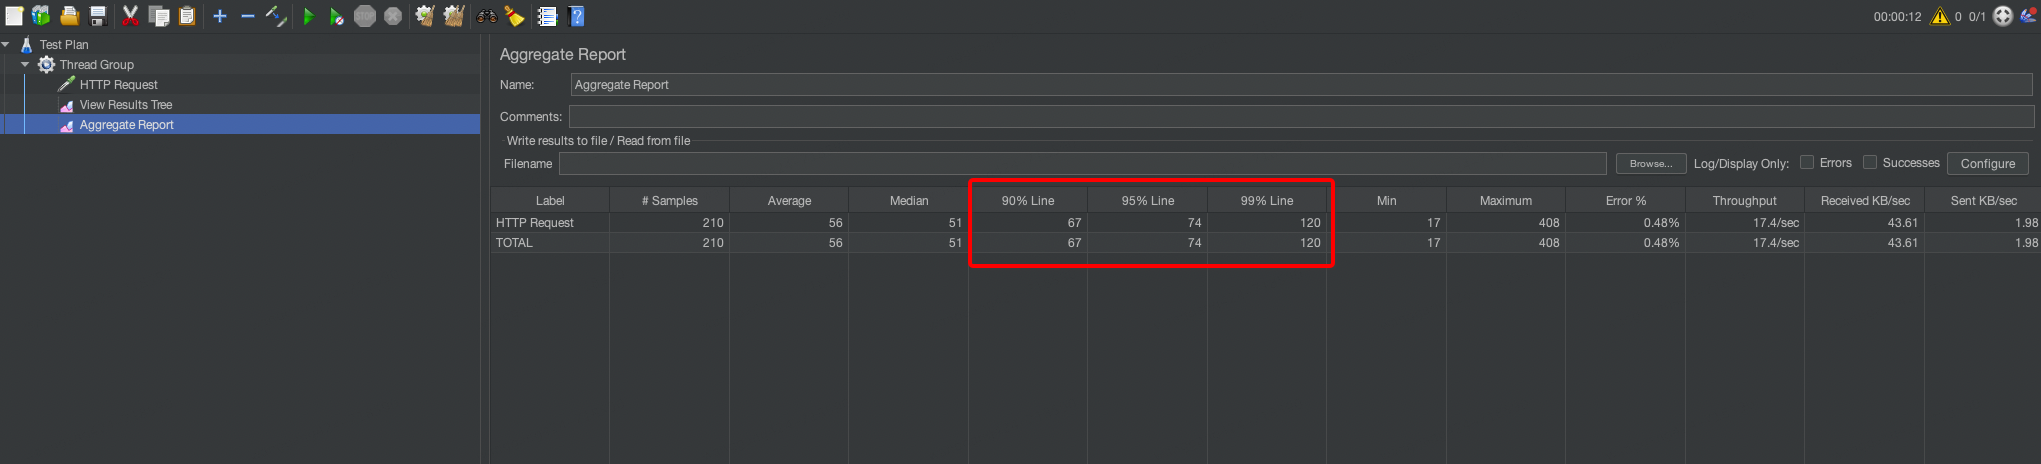 00:00:12 0 0/1
Test Plan
Thread Group
HTTP Request
View Results Tree
Aggregate Report
Aggregate Report
Name: Aggregate Report
Comments:
Write results to file / Read from file
Filename Browse... Log/Display Only: Errors Successes Configure
Label # Samples Average Median 90% Line 95% Line 99% Line Min Maximum Error % Throughput Received KB/sec Sent KB/sec
HTTP Request 210 56 51 67 74 120 17 408 0.48% 17.4/sec 43.61 1.98
TOTAL 210 56 51 67 74 120 17 408 0.48% 17.4/sec 43.61 1.98